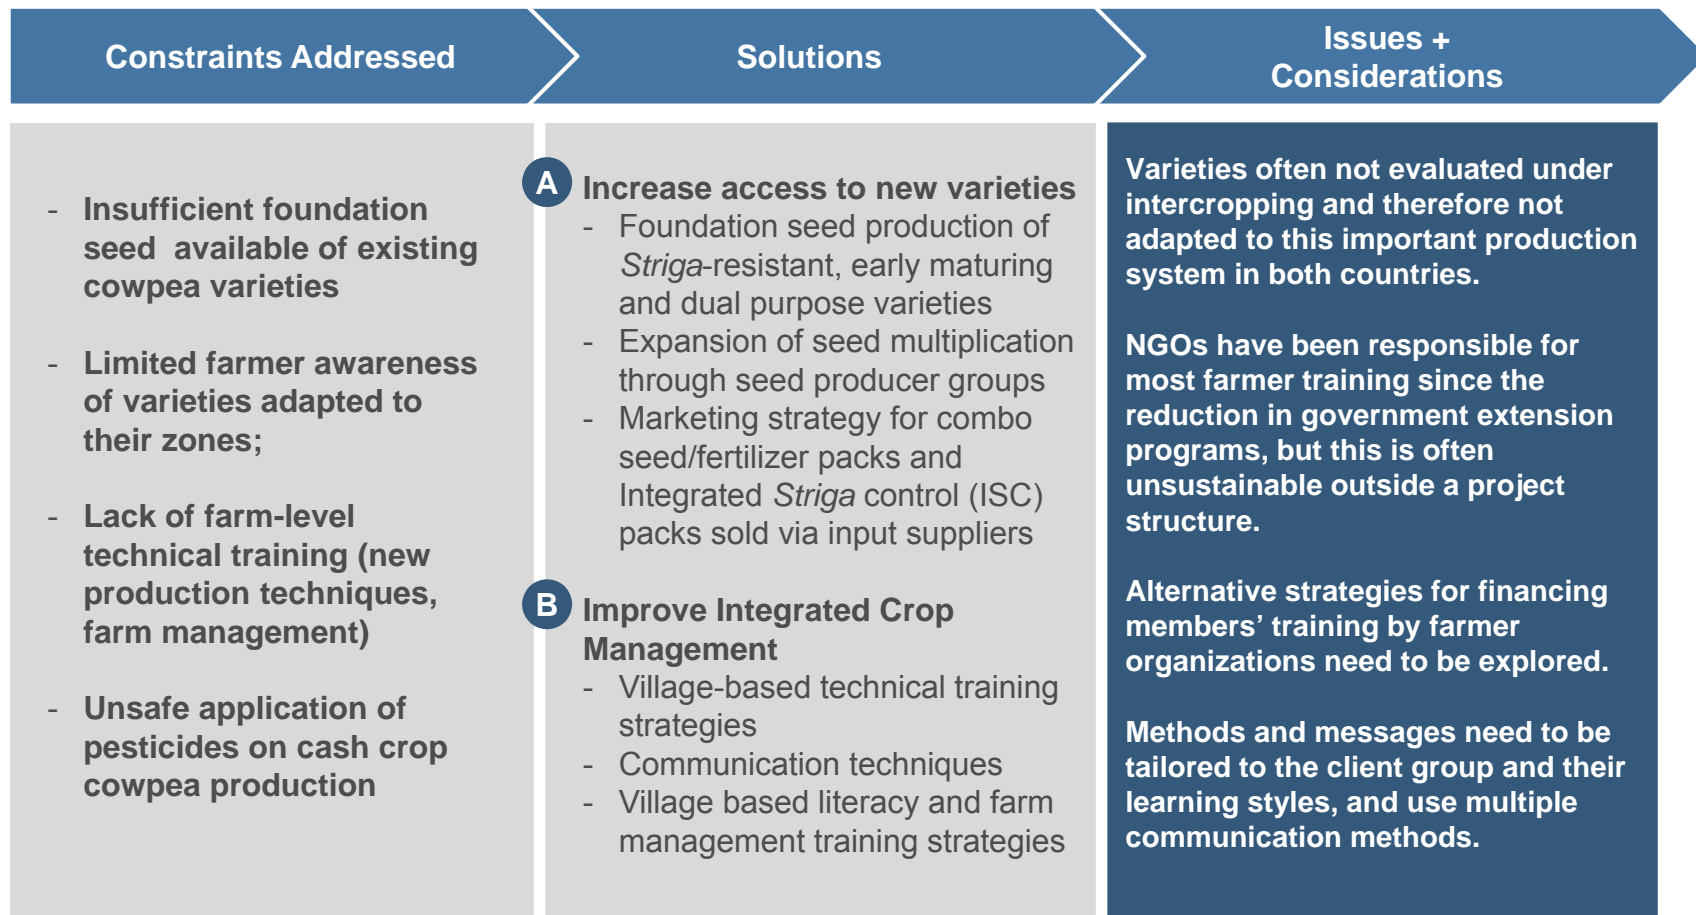 Constraints Addressed
Solutions
Issues +
Considerations
- Insufficient foundation
seed available of existing
cowpea varieties
- Limited farmer awareness
of varieties adapted to
their zones;
- Lack of farm-level
technical training (new
production techniques,
farm management)
- Unsafe application of
pesticides on cash crop
cowpea production
A Increase access to new varieties
- Foundation seed production of
Striga-resistant, early maturing
and dual purpose varieties
- Expansion of seed multiplication
through seed producer groups
- Marketing strategy for combo
seed/fertilizer packs and
Integrated Striga control (ISC)
packs sold via input suppliers
B Improve Integrated Crop
Management
- Village-based technical training
strategies
- Communication techniques
- Village based literacy and farm
management training strategies
Varieties often not evaluated under
intercropping and therefore not
adapted to this important production
system in both countries.
NGOs have been responsible for
most farmer training since the
reduction in government extension
programs, but this is often
unsustainable outside a project
structure.
Alternative strategies for financing
members’ training by farmer
organizations need to be explored.
Methods and messages need to be
tailored to the client group and their
learning styles, and use multiple
communication methods.